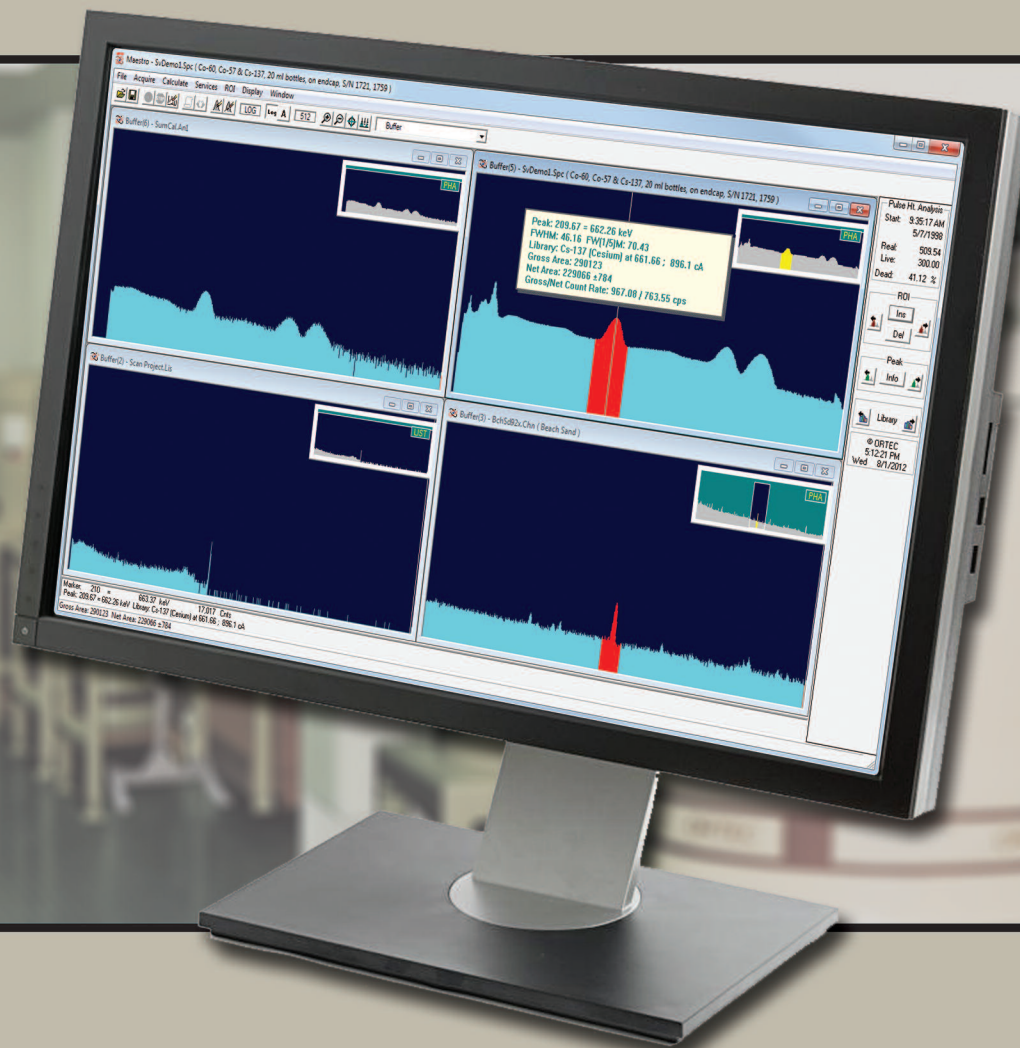 Maestro - SvDemo1.Spc ( Co-60, Co-57 & Cs-137, 20 ml bottles, on endcap, S/N 1721, 1759 )
File Acquire Calculate Services ROI Display Window
LOG Log A 512 Buffer
Buffer(6) - SumCal.An1
PHA
Buffer(5) - SvDemo1.Spc ( Co-60, Co-57 & Cs-137, 20 ml bottles, on endcap, S/N 1721, 1759 )
PHA
Peak: 209.67 = 662.26 keV
FWHM: 46.16 FW(1/5)M: 70.43
Library: Cs-137 [Cesium] at 661.66 ; 896.1 cA
Gross Area: 290123
Net Area: 229066 ±784
Gross/Net Count Rate: 967.08 / 763.55 cps
Buffer(2) - Scan Project.Lis
LIST
Buffer(3) - BchSd92x.Chn ( Beach Sand )
PHA
Pulse Ht. Analysis
Start: 9:35:17 AM
5/7/1998
Real: 509.54
Live: 300.00
Dead: 41.12 %
ROI
Ins
Del
Peak
Info
Library
© ORTEC
5:12:21 PM
Wed 8/1/2012
Marker: 210 = 663.37 keV 17,017 Cnts
Peak: 209.67 = 662.26 keV Library: Cs-137 [Cesium] at 661.66 ; 896.1 cA
Gross Area: 290123 Net Area: 229066 ±784